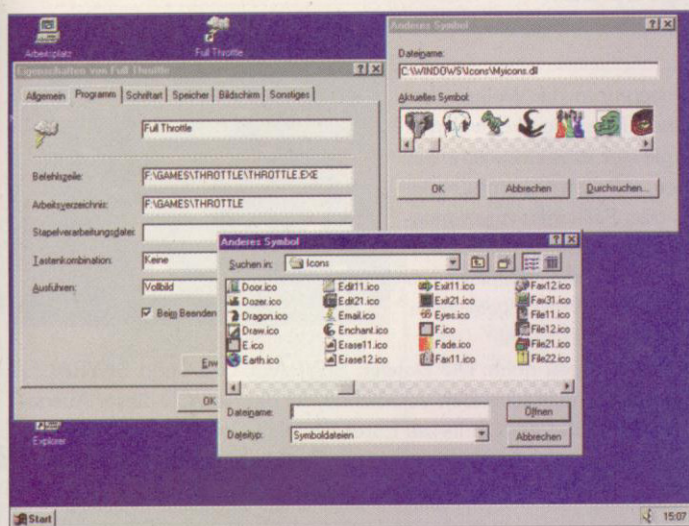 Arbeitsplatz
Full Throttle
Eigenschaften von Full Throttle
Allgemein Programm Schriftart Speicher Bildschirm Sonstiges
Full Throttle
Befehlszeile: F:\GAMES\THROTTLE\THROTTLE.EXE
Arbeitsverzeichnis: F:\GAMES\THROTTLE
Stapelverarbeitungsdatei:
Tastenkombination: Keine
Ausführen: Vollbild
Beim Beenden
OK
Anderes Symbol
Dateiname:
C:\WINDOWS\Icons\Myicons.dl
Aktuelles Symbol:
OK Abbrechen Durchsuchen...
Anderes Symbol
Suchen in: Icons
Door.ico Edit11.ico Exit11.ico Fax12.ico
Dozer.ico Edit21.ico Exit21.ico Fax31.ico
Dragon.ico Email.ico Eyes.ico File11.ico
Draw.ico Enchant.ico F.ico File12.ico
E.ico Erase11.ico Fade.ico File21.ico
Earth.ico Erase12.ico Fax11.ico File22.ico
Dateiname: Öffnen
Dateityp: Symboldateien Abbrechen
Explorer
Start 15:07